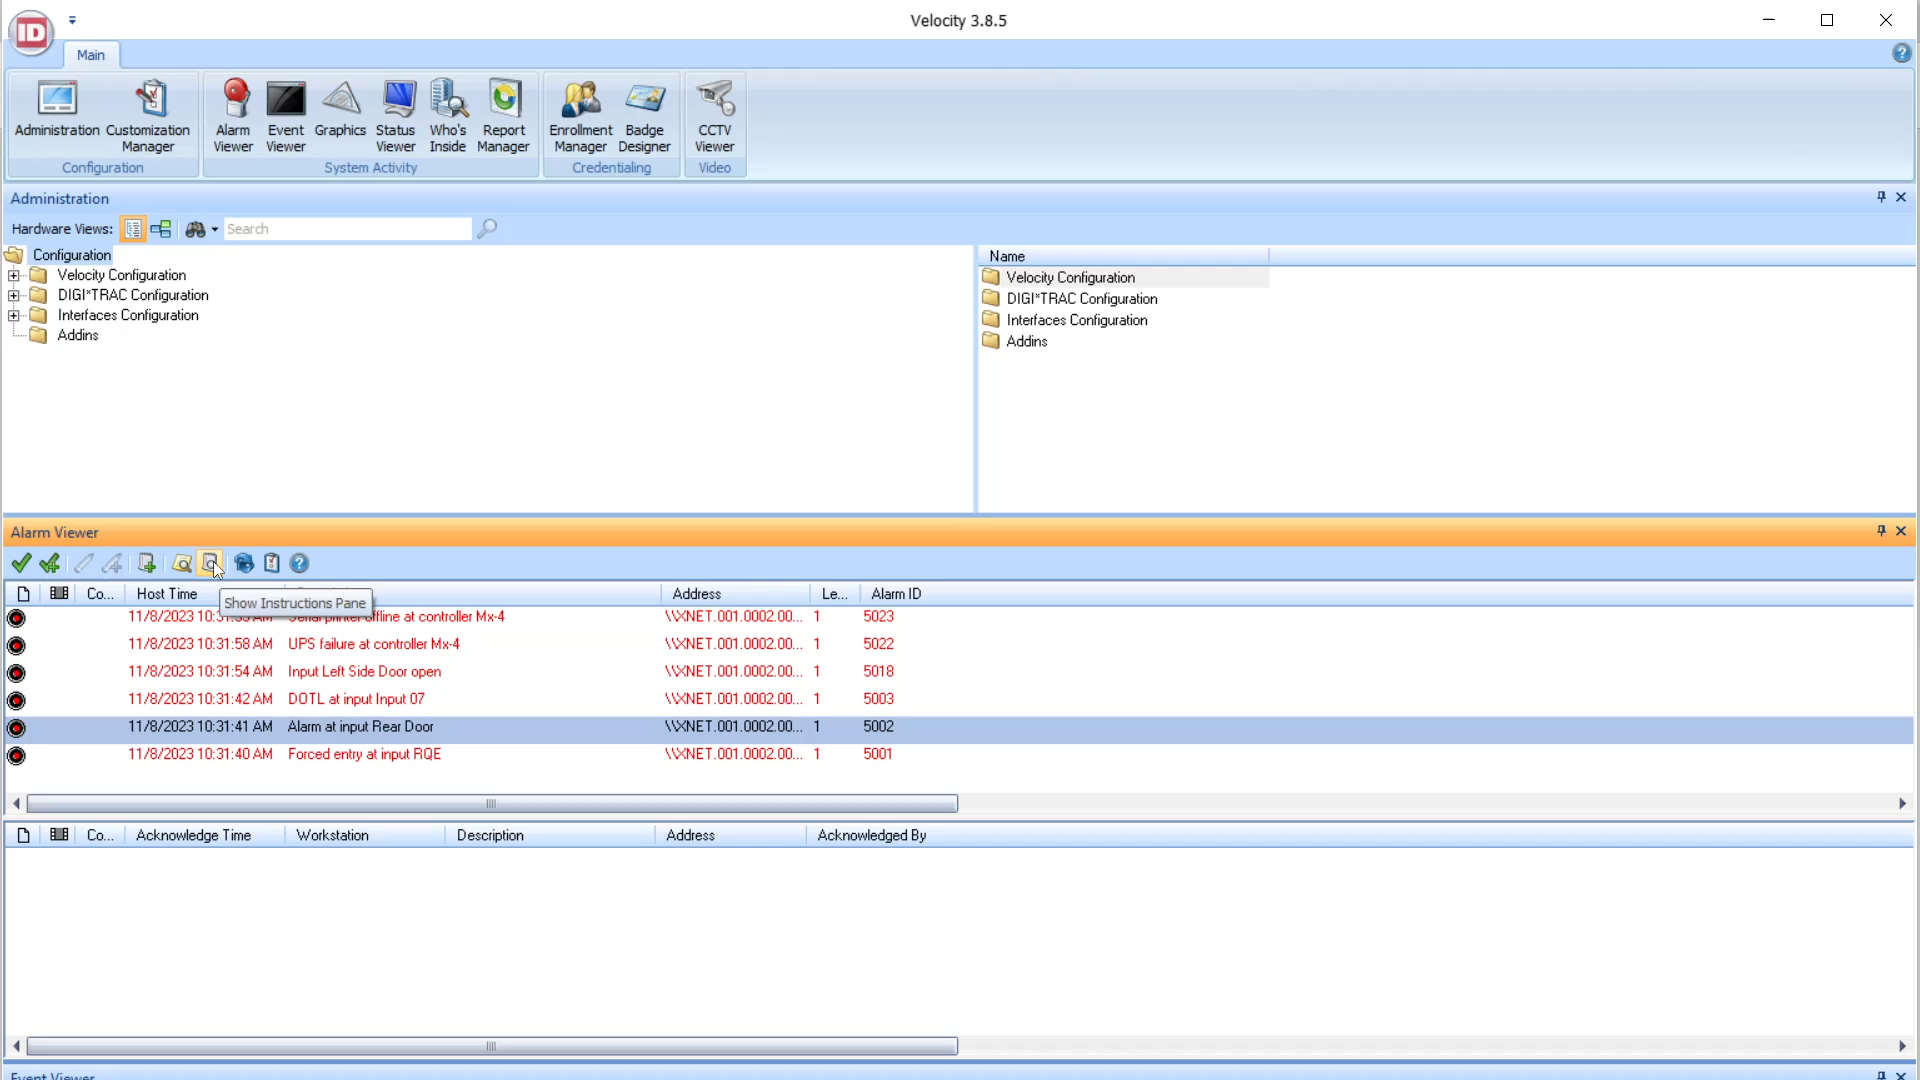 Velocity 3.8.5
ID
Main
Administration
Customization Manager
Alarm Viewer
Event Viewer
Graphics
Status Viewer
Who's Inside
Report Manager
Enrollment Manager
Badge Designer
CCTV Viewer
Configuration
System Activity
Credentialing
Video
Administration
Hardware Views:
Search
Configuration
Velocity Configuration
DIGI*TRAC Configuration
Interfaces Configuration
Addins
Name
Velocity Configuration
DIGI*TRAC Configuration
Interfaces Configuration
Addins
Alarm Viewer
Co... Host Time Address Le... Alarm ID
Show Instructions Pane
11/8/2023 10:31: offline at controller Mx-4 \\XNET.001.0002.00... 1 5023
11/8/2023 10:31:58 AM UPS failure at controller Mx-4 \\XNET.001.0002.00... 1 5022
11/8/2023 10:31:54 AM Input Left Side Door open \\XNET.001.0002.00... 1 5018
11/8/2023 10:31:42 AM DOTL at input Input 07 \\XNET.001.0002.00... 1 5003
11/8/2023 10:31:41 AM Alarm at input Rear Door \\XNET.001.0002.00... 1 5002
11/8/2023 10:31:40 AM Forced entry at input RQE \\XNET.001.0002.00... 1 5001
Co... Acknowledge Time Workstation Description Address Acknowledged By
Event Viewer